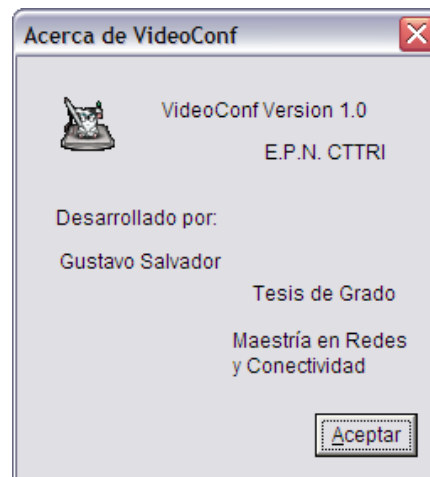 Acerca de VideoConf
VideoConf Version 1.0
E.P.N. CTTRI
Desarrollado por:
Gustavo Salvador
Tesis de Grado
Maestría en Redes
y Conectividad
Aceptar